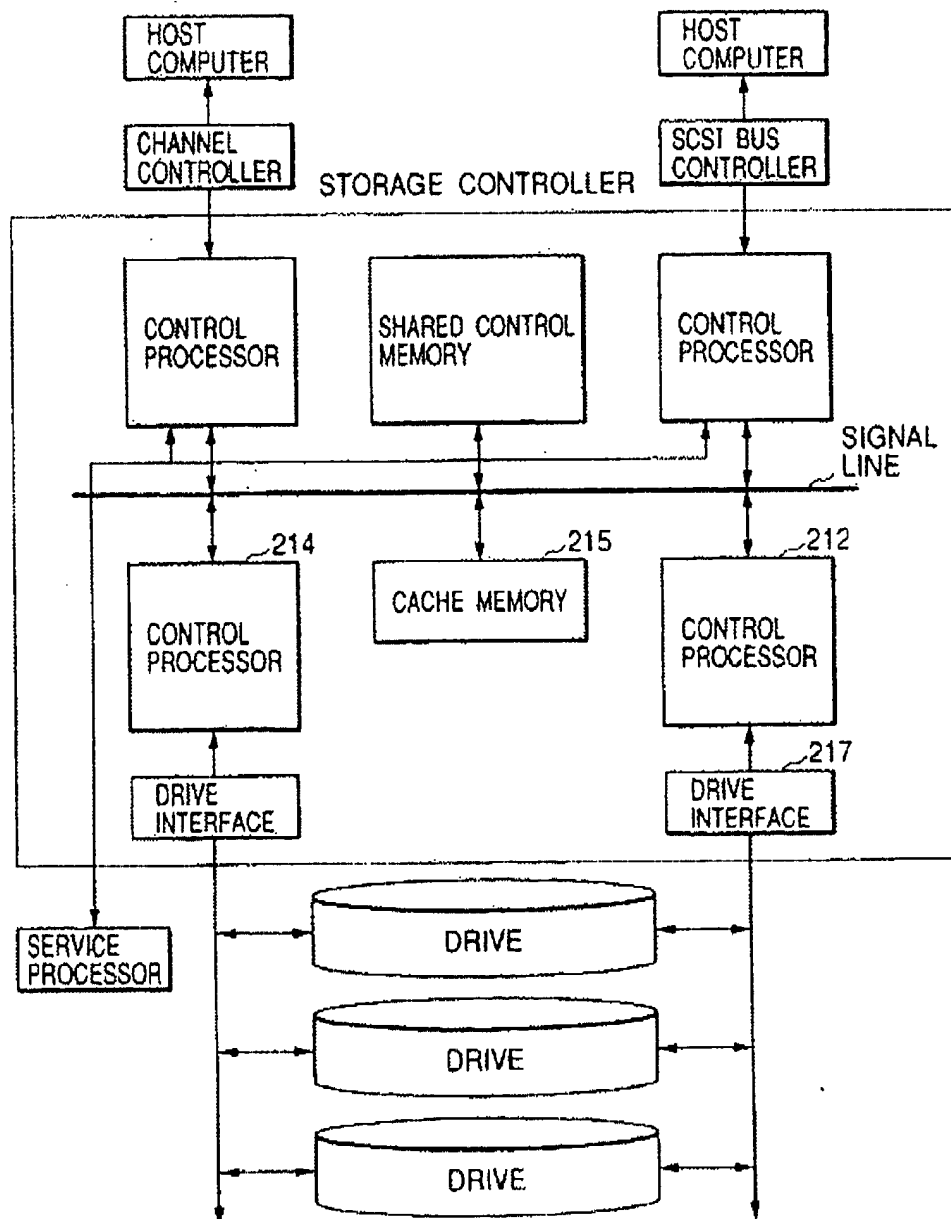 HOST
COMPUTER
HOST
COMPUTER
CHANNEL
CONTROLLER
SCSI BUS
CONTROLLER
STORAGE CONTROLLER
CONTROL
PROCESSOR
SHARED CONTROL
MEMORY
CONTROL
PROCESSOR
SIGNAL
LINE
214
215
212
CONTROL
PROCESSOR
CACHE MEMORY
CONTROL
PROCESSOR
217
DRIVE
INTERFACE
DRIVE
INTERFACE
SERVICE
PROCESSOR
DRIVE
DRIVE
DRIVE